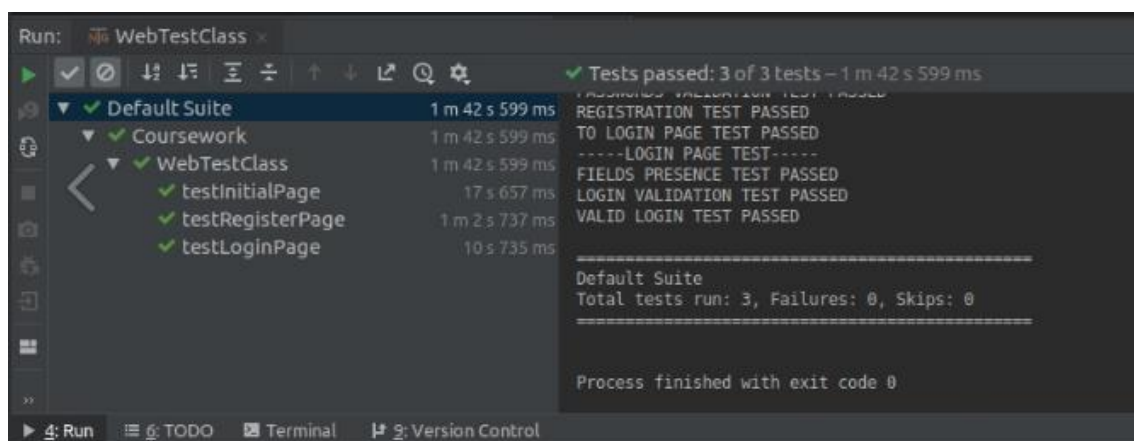 Run: WebTestClass
Tests passed: 3 of 3 tests – 1 m 42 s 599 ms
Default Suite 1 m 42 s 599 ms
Coursework 1 m 42 s 599 ms
WebTestClass 1 m 42 s 599 ms
testInitialPage 17 s 657 ms
testRegisterPage 1 m 2 s 737 ms
testLoginPage 10 s 735 ms
PASSWORDS VALIDATION TEST PASSED
REGISTRATION TEST PASSED
TO LOGIN PAGE TEST PASSED
-----LOGIN PAGE TEST-----
FIELDS PRESENCE TEST PASSED
LOGIN VALIDATION TEST PASSED
VALID LOGIN TEST PASSED
===============================================
Default Suite
Total tests run: 3, Failures: 0, Skips: 0
===============================================
Process finished with exit code 0
4: Run 6: TODO Terminal 9: Version Control